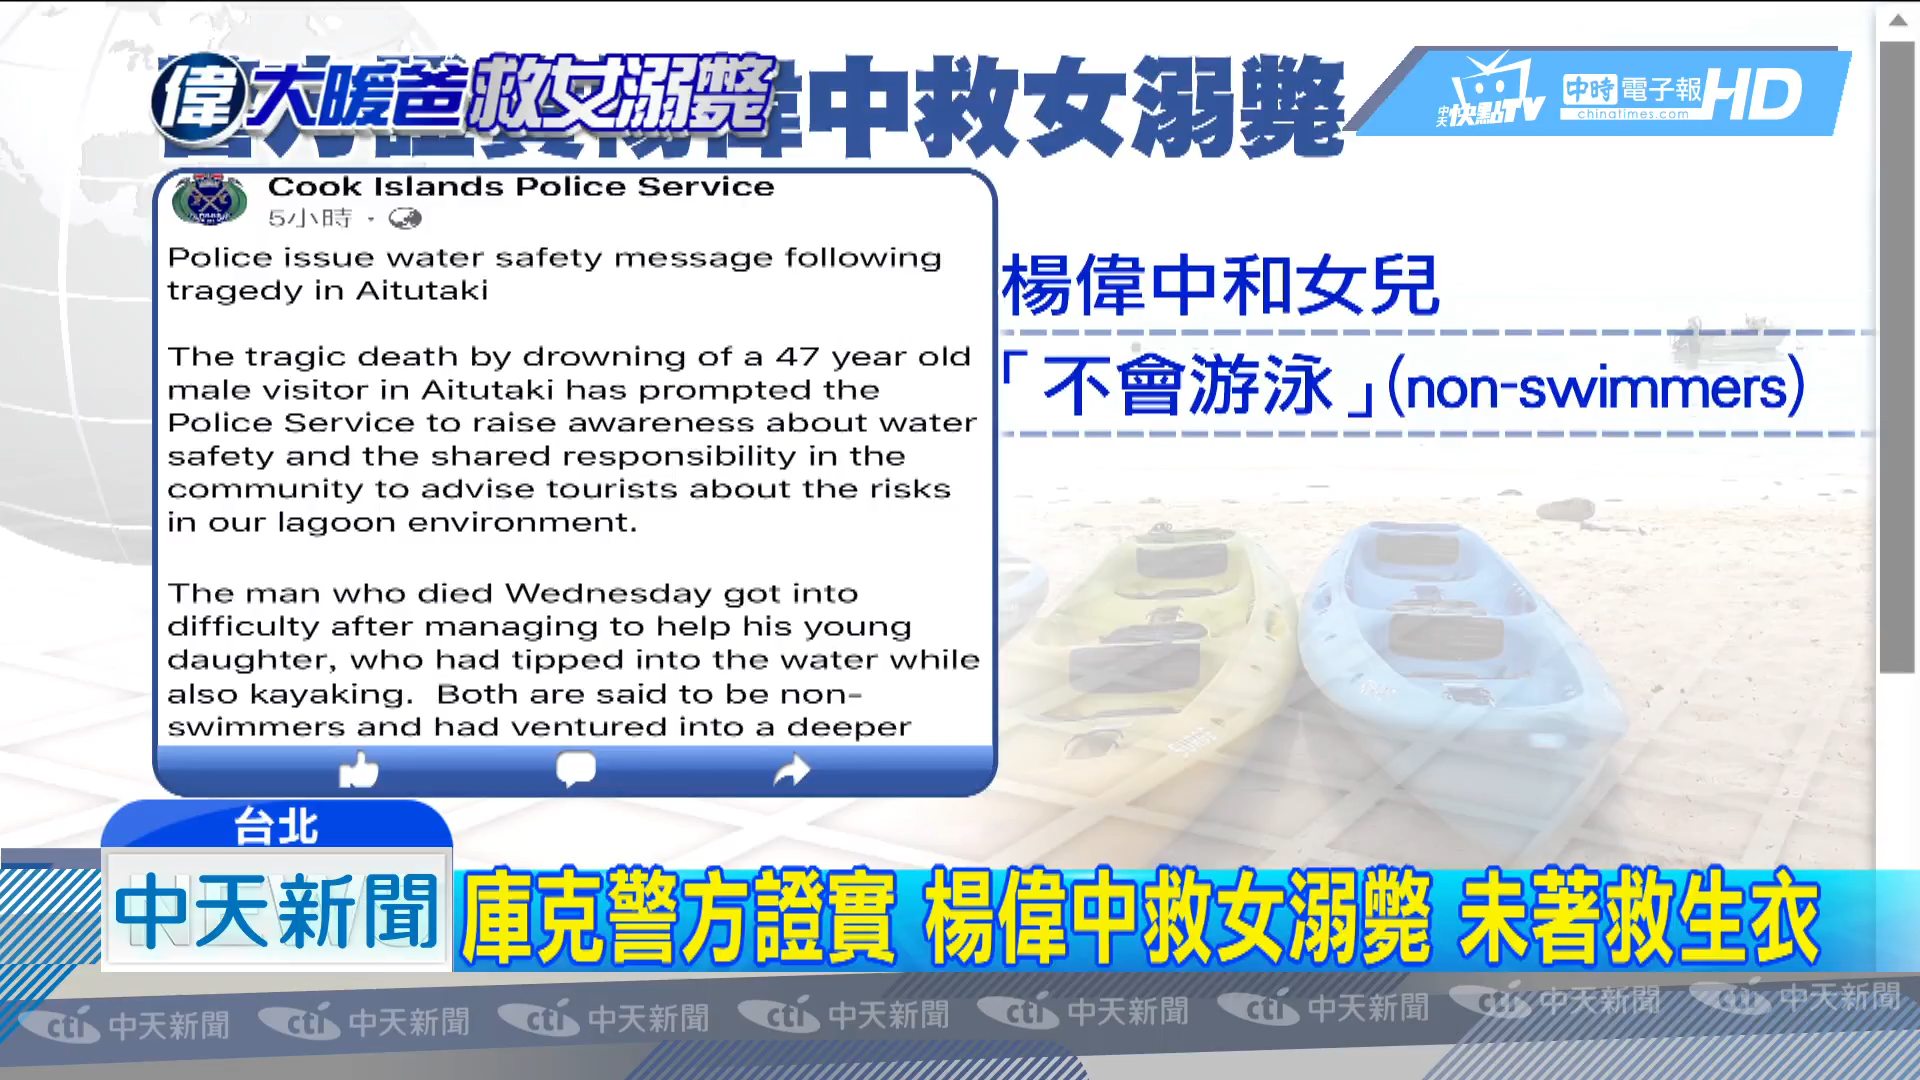 偉大暖爸救女溺斃
中救女溺斃
中天快點TV
中時電子報HD
chinatimes.com
Cook Islands Police Service
5小時 ·
Police issue water safety message following
tragedy in Aitutaki
The tragic death by drowning of a 47 year old
male visitor in Aitutaki has prompted the
Police Service to raise awareness about water
safety and the shared responsibility in the
community to advise tourists about the risks
in our lagoon environment.
The man who died Wednesday got into
difficulty after managing to help his young
daughter, who had tipped into the water while
also kayaking.  Both are said to be non-
swimmers and had ventured into a deeper
楊偉中和女兒
「不會游泳」(non-swimmers)
台北
中天新聞
庫克警方證實 楊偉中救女溺斃 未著救生衣
cti 中天新聞 cti 中天新聞 cti 中天新聞 cti 中天新聞 cti 中天新聞 cti 中天新聞 cti 中天新聞 cti 中天新聞